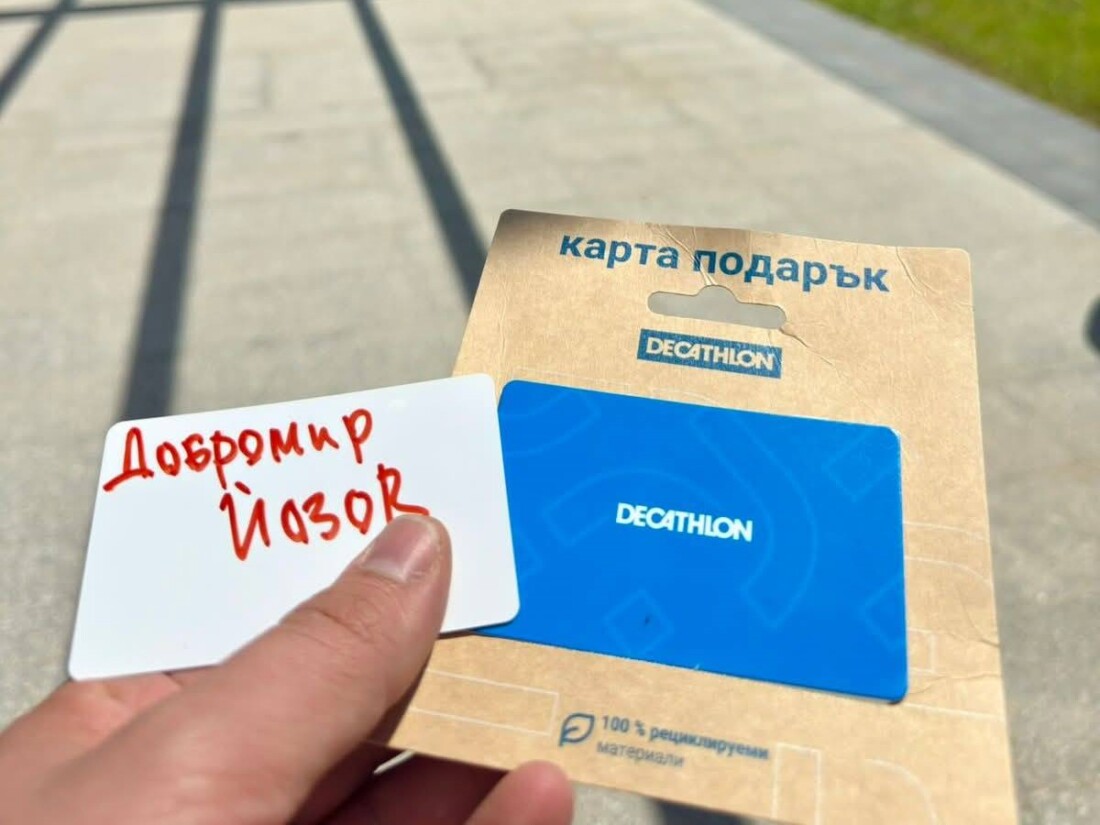 карта подарък
DECATHLON
Добромир
Йозов
DECATHLON
100 % рециклируеми
материали